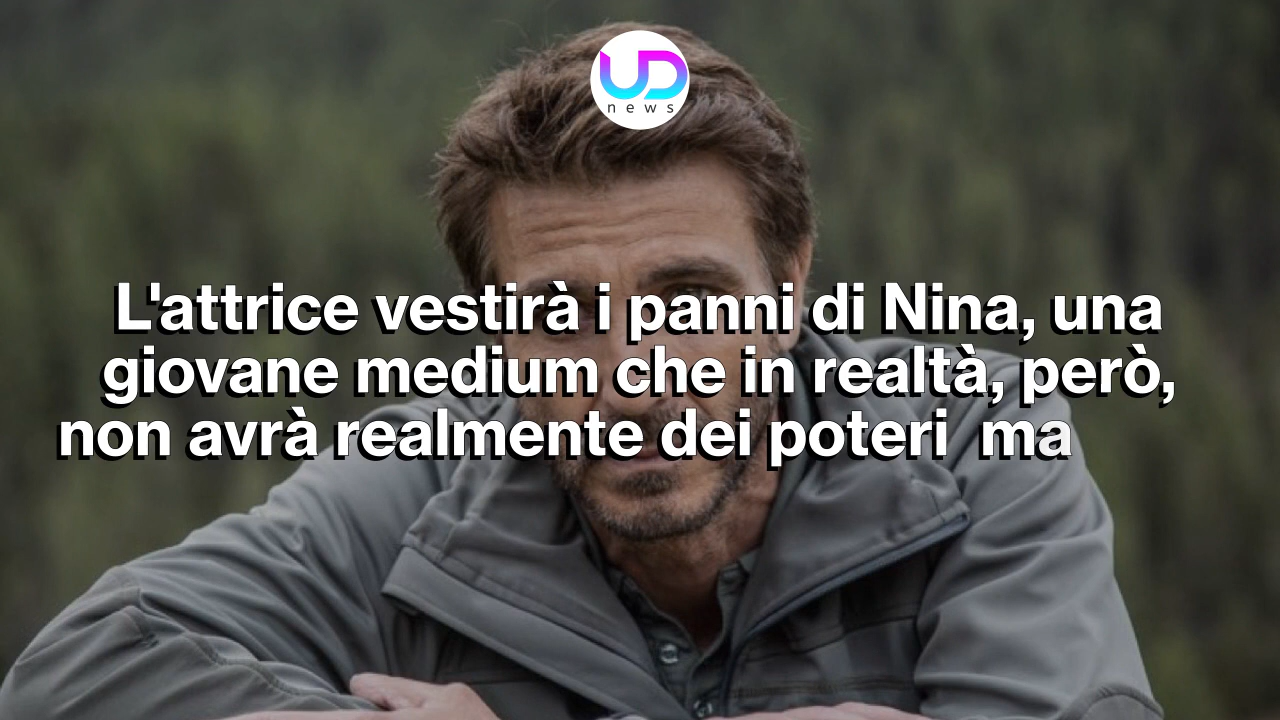 UD
news
L'attrice vestirà i panni di Nina, una
giovane medium che in realtà, però,
non avrà realmente dei poteri ma